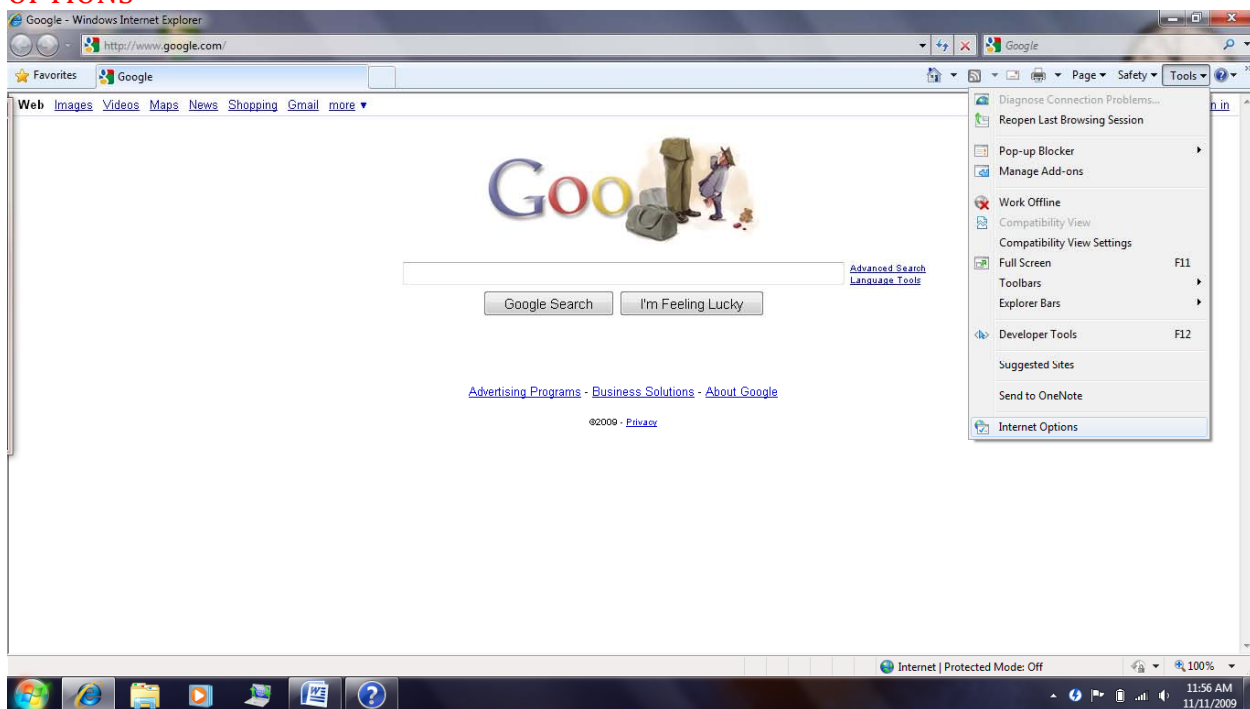 OPTIONS
Google - Windows Internet Explorer
http://www.google.com/
Google
Favorites
Google
Page
Safety
Tools
Web Images Videos Maps News Shopping Gmail more
n in
Diagnose Connection Problems...
Reopen Last Browsing Session
Pop-up Blocker
Manage Add-ons
Work Offline
Compatibility View
Compatibility View Settings
Full Screen F11
Toolbars
Explorer Bars
Developer Tools F12
Suggested Sites
Send to OneNote
Internet Options
Goo
Advanced Search
Language Tools
Google Search
I'm Feeling Lucky
Advertising Programs - Business Solutions - About Google
©2009 - Privacy
Internet | Protected Mode: Off
100%
11:56 AM
11/11/2009